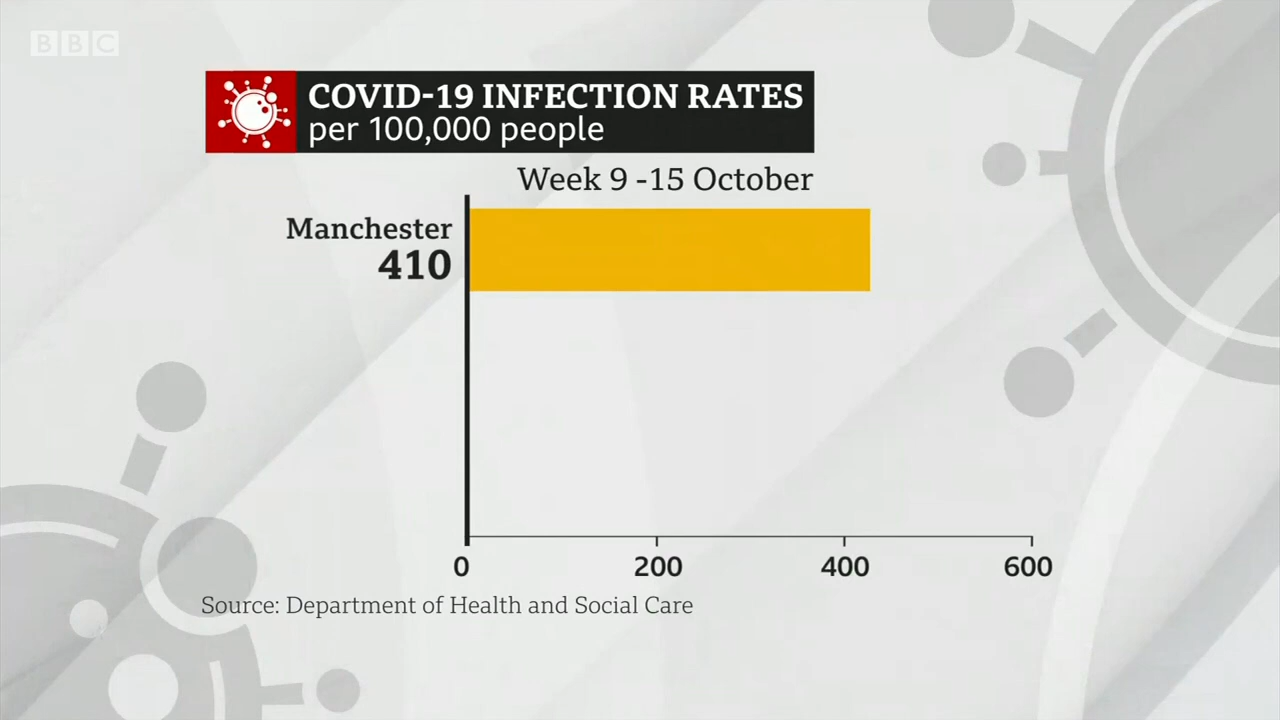 BBC
COVID-19 INFECTION RATES
per 100,000 people
Week 9 -15 October
Manchester
410
0 200 400 600
Source: Department of Health and Social Care